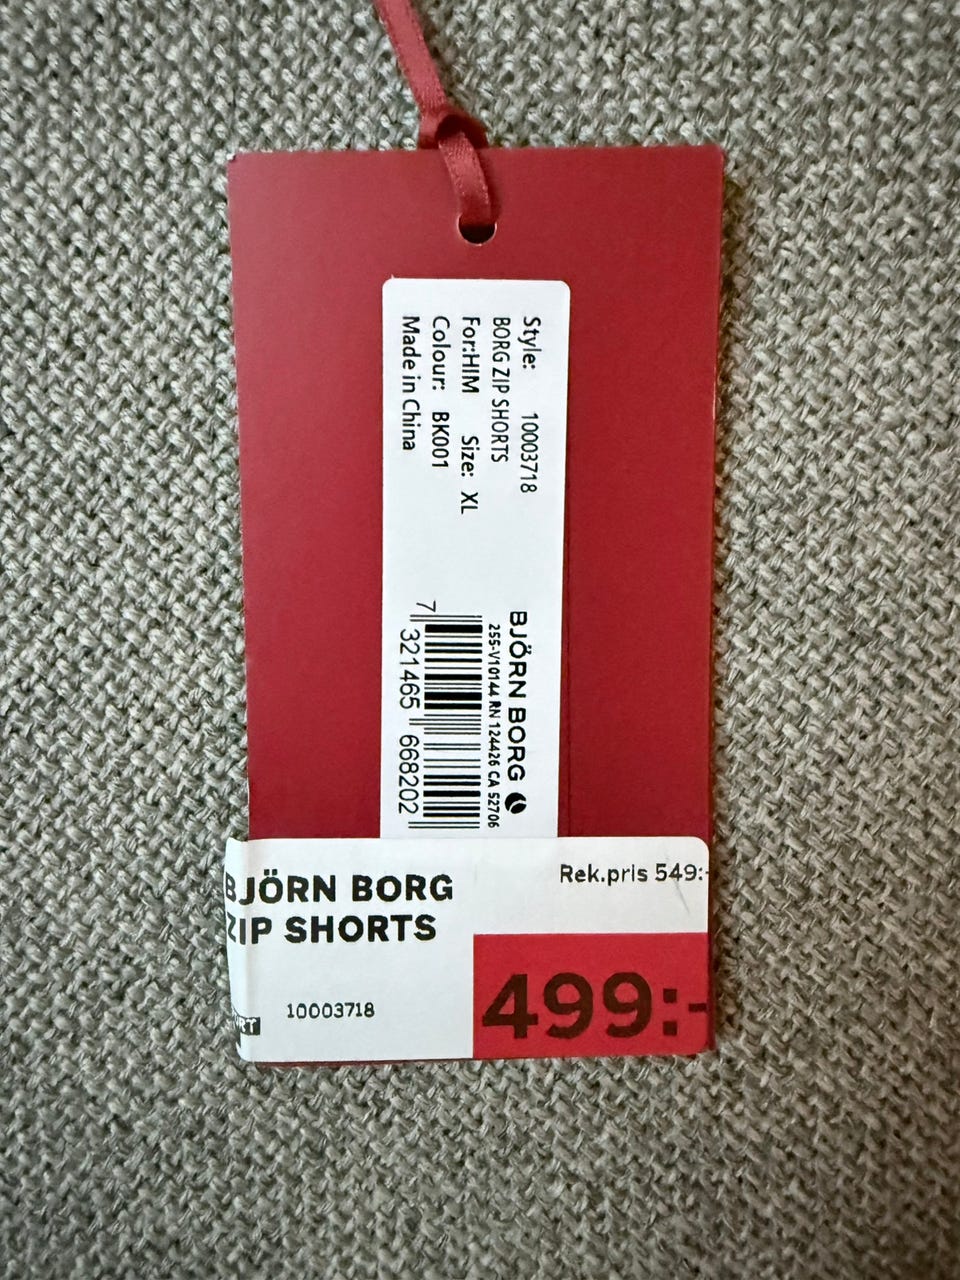 Style: 10003718
BORG ZIP SHORTS
For:HIM Size: XL
Colour: BK001
Made in China
BJÖRN BORG
255-V10144 RN 124426 CA 52706
7 321465 668202
BJÖRN BORG
ZIP SHORTS
Rek.pris 549:-
10003718
499:-